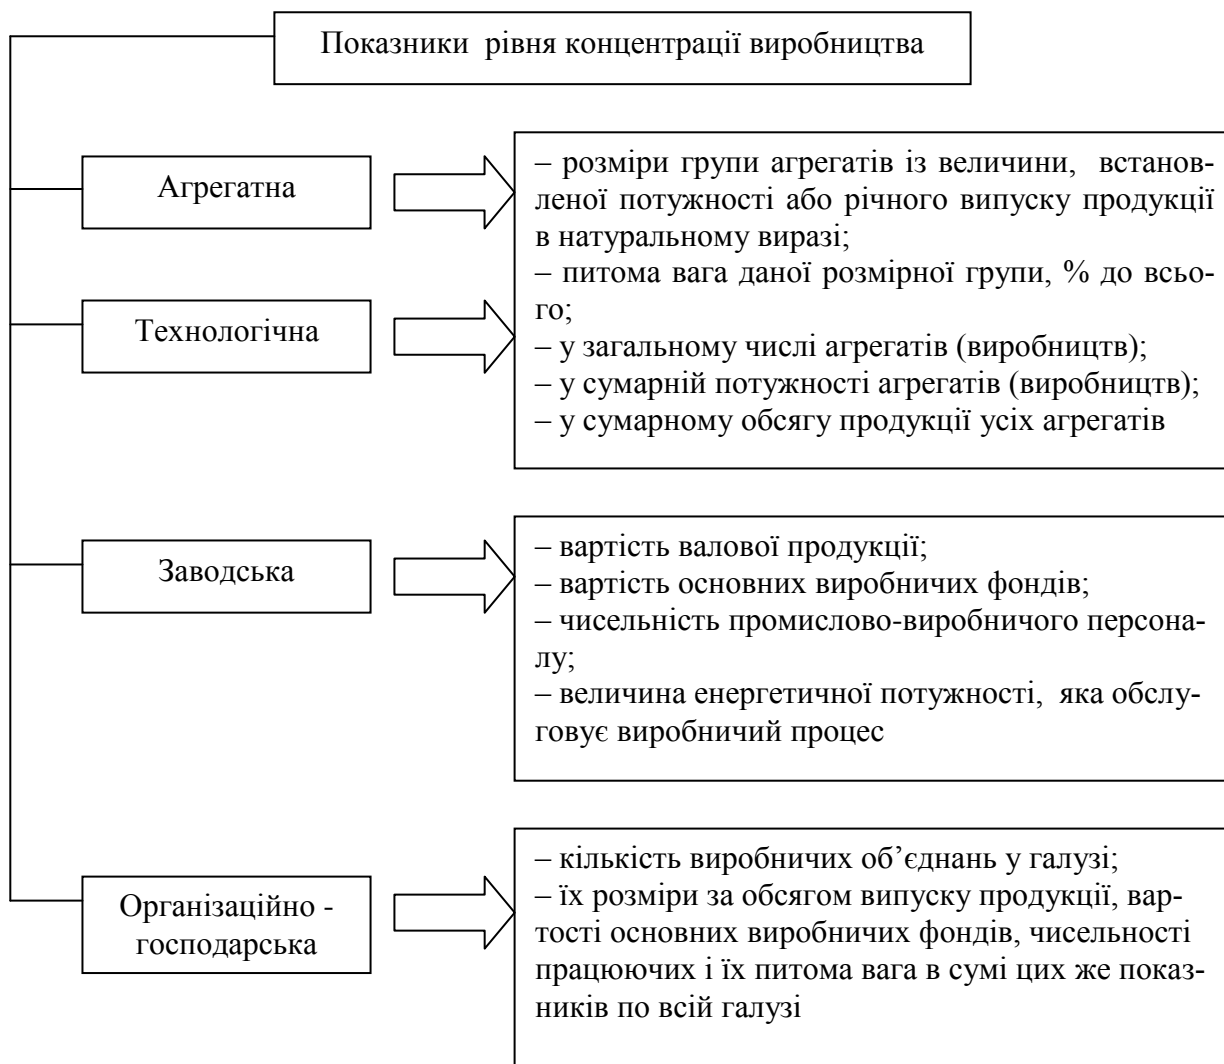 Показники рівня концентрації виробництва
Агрегатна
– розміри групи агрегатів із величини, встанов-
леної потужності або річного випуску продукції
в натуральному виразі;
– питома вага даної розмірної групи, % до всьо-
го;
– у загальному числі агрегатів (виробництв);
– у сумарній потужності агрегатів (виробництв);
– у сумарному обсягу продукції усіх агрегатів
Технологічна
Заводська
– вартість валової продукції;
– вартість основних виробничих фондів;
– чисельність промислово-виробничого персона-
лу;
– величина енергетичної потужності, яка обслу-
говує виробничий процес
Організаційно -
господарська
– кількість виробничих об’єднань у галузі;
– їх розміри за обсягом випуску продукції, вар-
тості основних виробничих фондів, чисельності
працюючих і їх питома вага в сумі цих же показ-
ників по всій галузі